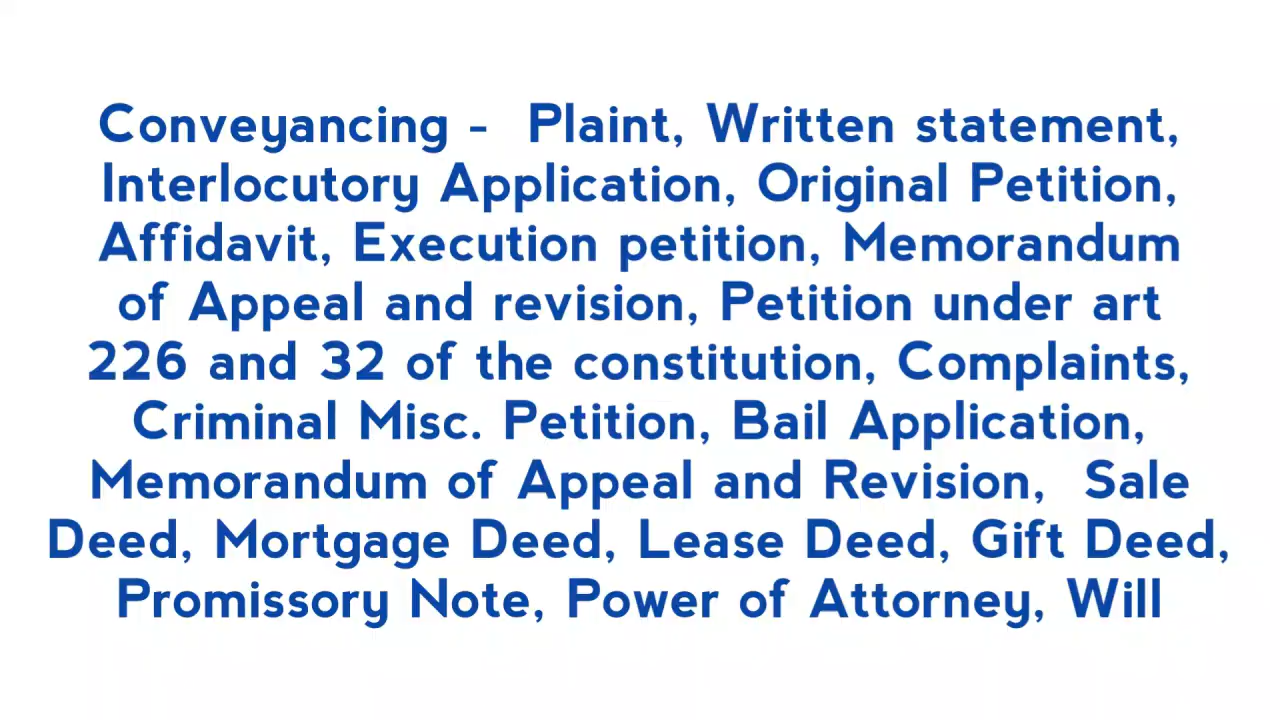 Conveyancing -  Plaint, Written statement,
Interlocutory Application, Original Petition,
Affidavit, Execution petition, Memorandum
of Appeal and revision, Petition under art
226 and 32 of the constitution, Complaints,
Criminal Misc. Petition, Bail Application,
Memorandum of Appeal and Revision,  Sale
Deed, Mortgage Deed, Lease Deed, Gift Deed,
Promissory Note, Power of Attorney, Will